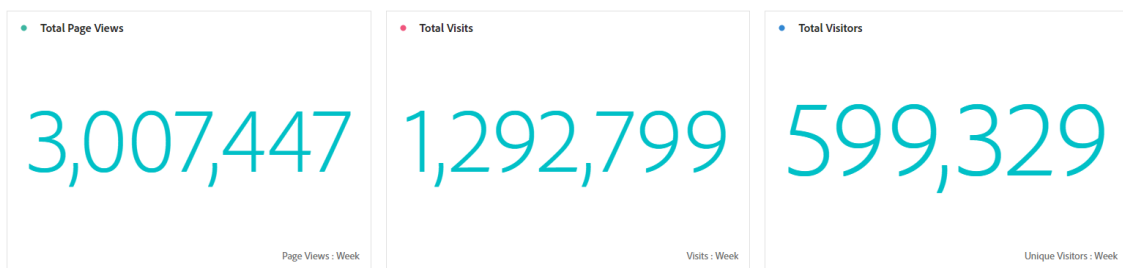 Total Page Views
3,007,447
Page Views : Week
Total Visits
1,292,799
Visits : Week
Total Visitors
599,329
Unique Visitors : Week